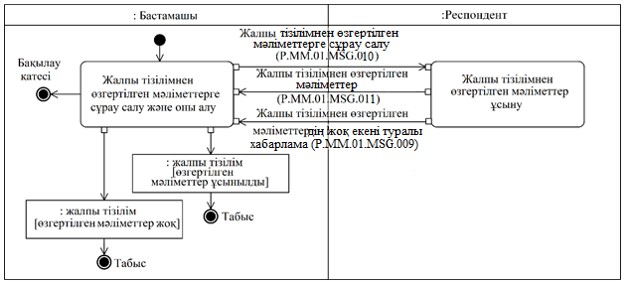 : Бастамашы
:Респондент
Жалпы тізілімнен өзгертілген
мәліметтерге сұрау салу
(P.MM.01.MSG.010)
Бақылау
қатесі
Жалпы тізілімнен
өзгертілген мәліметтерге
сұрау салу және оны алу
Жалпы тізілімнен өзгертілген
мәліметтер
(P.MM.01.MSG.011)
Жалпы тізілімнен өзгертілген
мәліметтердің жоқ екені туралы
хабарлама (P.MM.01.MSG.009)
Жалпы тізілімнен
өзгертілген мәліметтер
ұсыну
: жалпы тізілім
[өзгертілген
мәліметтер ұсынылды]
Табыс
: жалпы тізілім
[өзгертілген мәліметтер жоқ]
Табыс